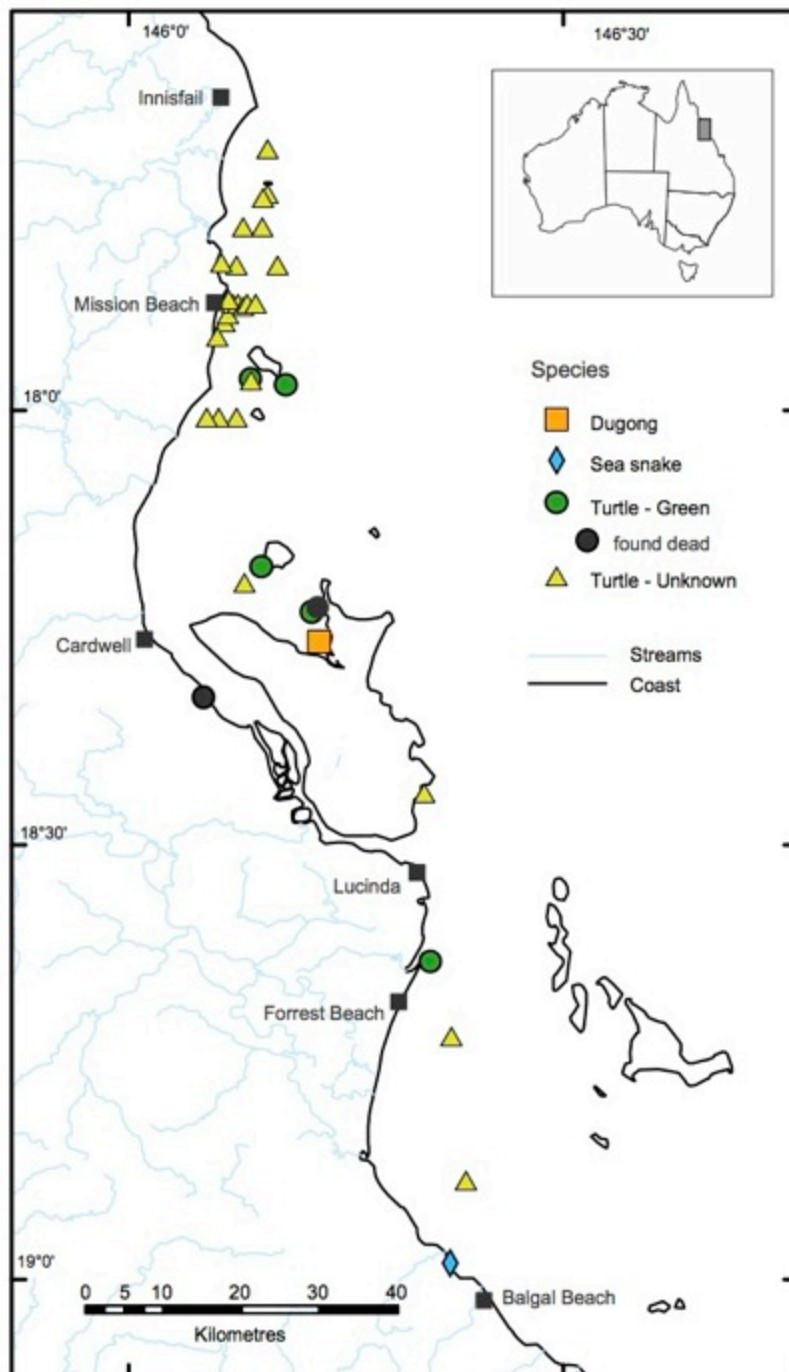 146°0'
146°30'
Innisfail
Mission Beach
Species
18°0'
Dugong
Sea snake
Turtle - Green
found dead
Turtle - Unknown
Cardwell
Streams
Coast
18°30'
Lucinda
Forrest Beach
19°0'
0 5 10 20 30 40
Balgal Beach
Kilometres